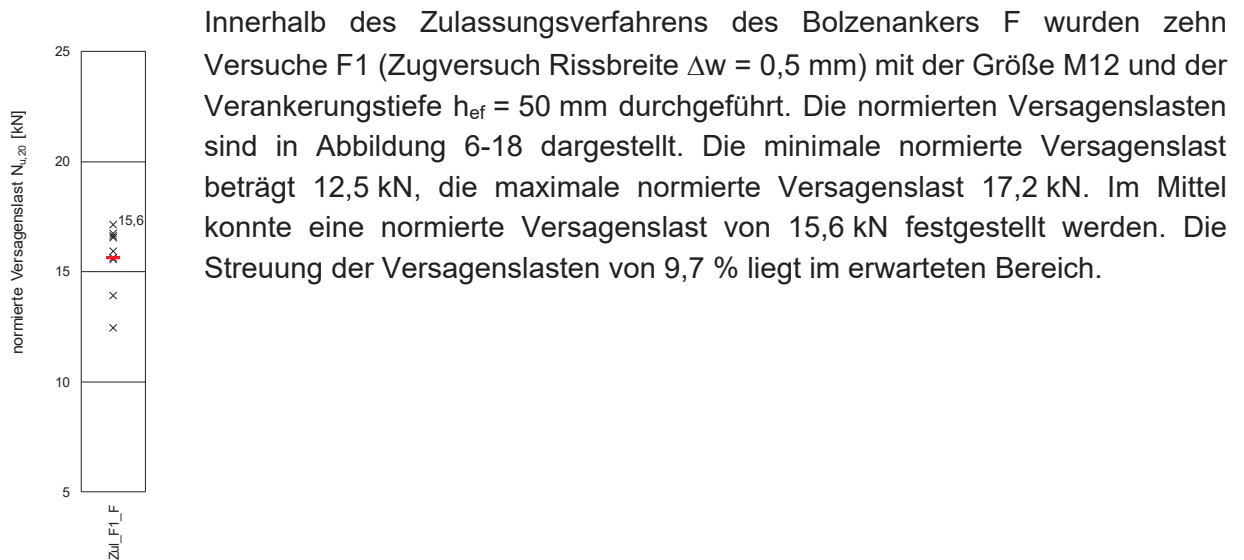 Innerhalb des Zulassungsverfahrens des Bolzenankers F wurden zehn
Versuche F1 (Zugversuch Rissbreite Δw = 0,5 mm) mit der Größe M12 und der
Verankerungstiefe hef = 50 mm durchgeführt. Die normierten Versagenslasten
sind in Abbildung 6-18 dargestellt. Die minimale normierte Versagenslast
beträgt 12,5 kN, die maximale normierte Versagenslast 17,2 kN. Im Mittel
konnte eine normierte Versagenslast von 15,6 kN festgestellt werden. Die
Streuung der Versagenslasten von 9,7 % liegt im erwarteten Bereich.
normierte Versagenslast Nu,20 [kN]
25
20
15
10
5
15,6
Zul_F1_F